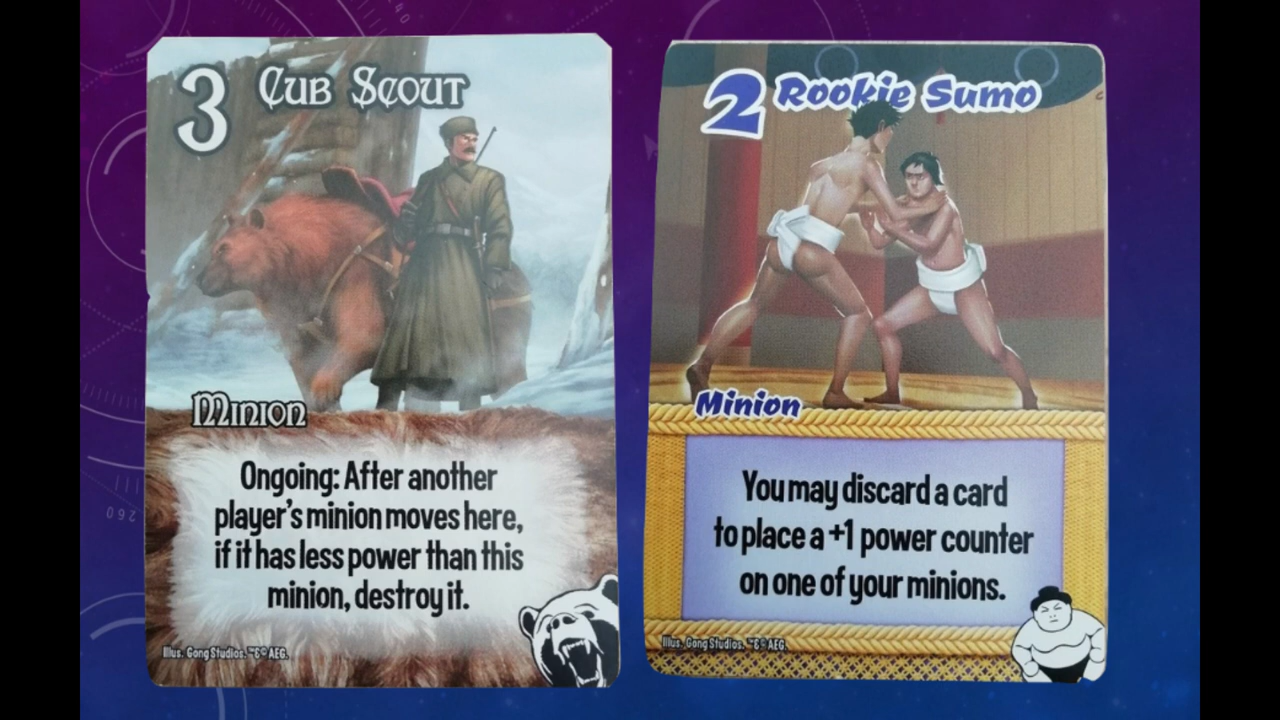 3 Cub Scout
Minion
Ongoing: After another
player's minion moves here,
if it has less power than this
minion, destroy it.
Illus. Gong Studios. ™&© AEG.
2 Rookie Sumo
Minion
You may discard a card
to place a +1 power counter
on one of your minions.
Illus. Gong Studios. ™&© AEG.
260
240